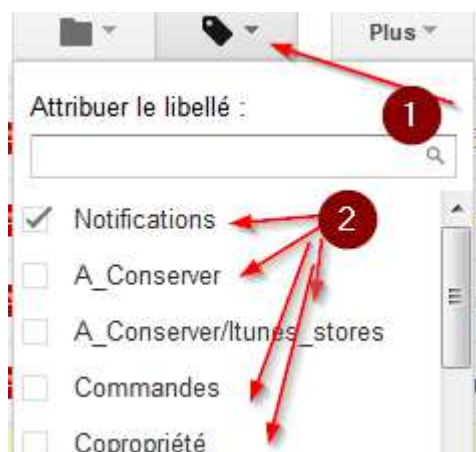 Plus
Attribuer le libellé :
1
Notifications
2
A_Conserver
A_Conserver/Itunes_stores
Commandes
Copropriété